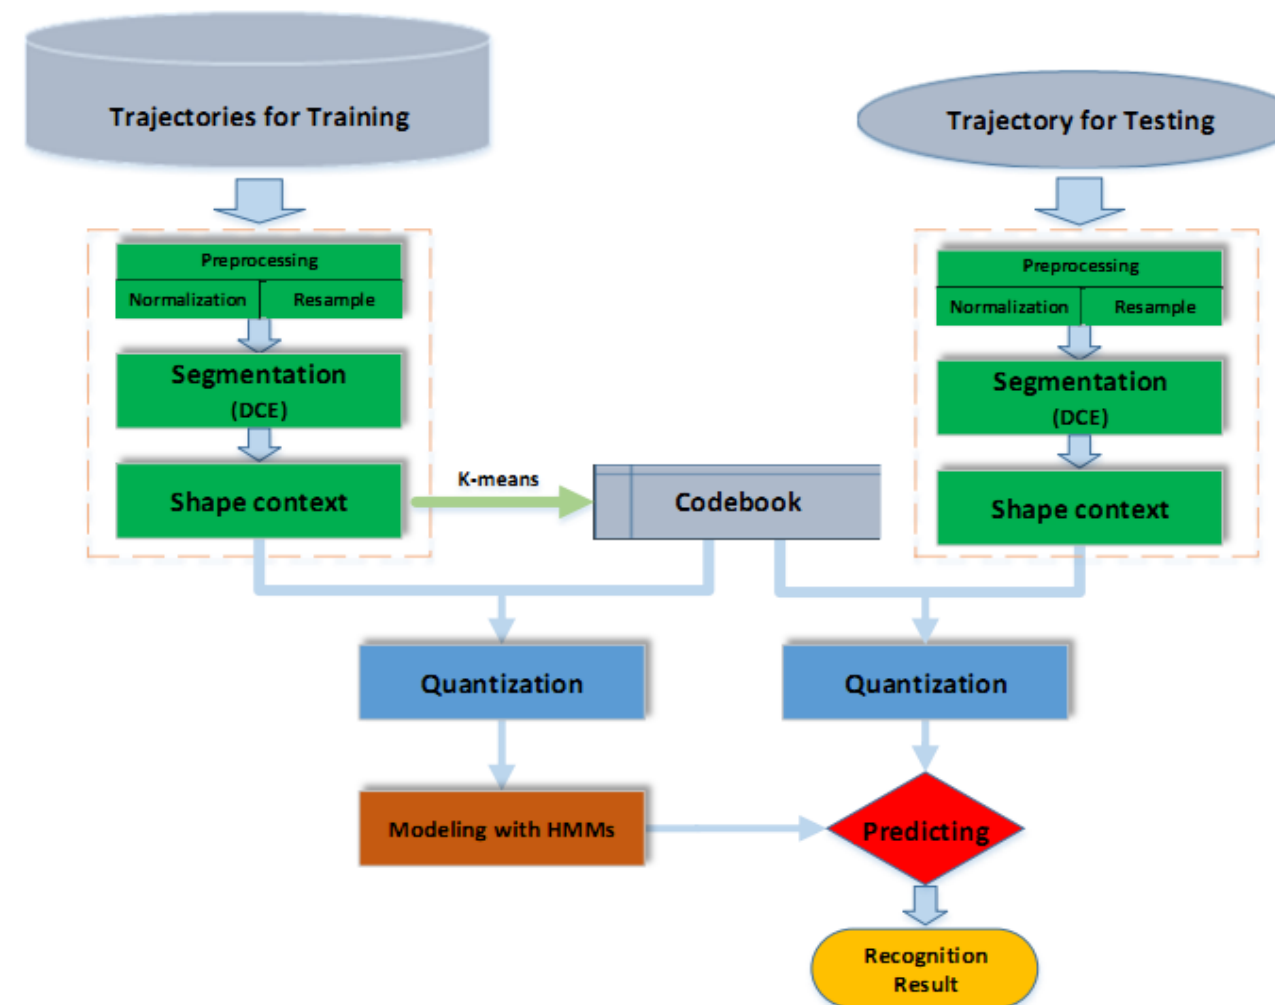 Trajectories for Training
Trajectory for Testing
Preprocessing
Normalization Resample
Segmentation
(DCE)
Shape context
Preprocessing
Normalization Resample
Segmentation
(DCE)
Shape context
K-means
Codebook
Quantization
Quantization
Modeling with HMMs
Predicting
Recognition
Result